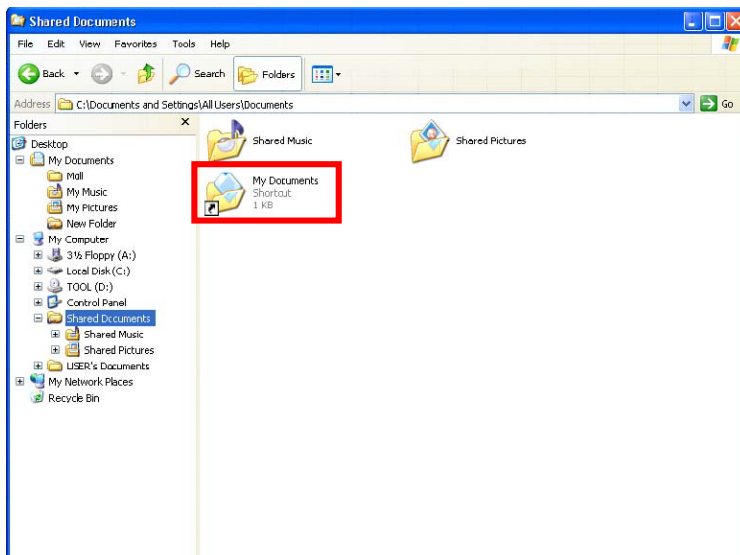 Shared Documents
File Edit View Favorites Tools Help
Back Search Folders
Address C:\Documents and Settings\All Users\Documents Go
Folders
Desktop
My Documents
Mail
My Music
My Pictures
New Folder
My Computer
3½ Floppy (A:)
Local Disk (C:)
TOOL (D:)
Control Panel
Shared Documents
Shared Music
Shared Pictures
USER's Documents
My Network Places
Recycle Bin
Shared Music
Shared Pictures
My Documents
Shortcut
1 KB